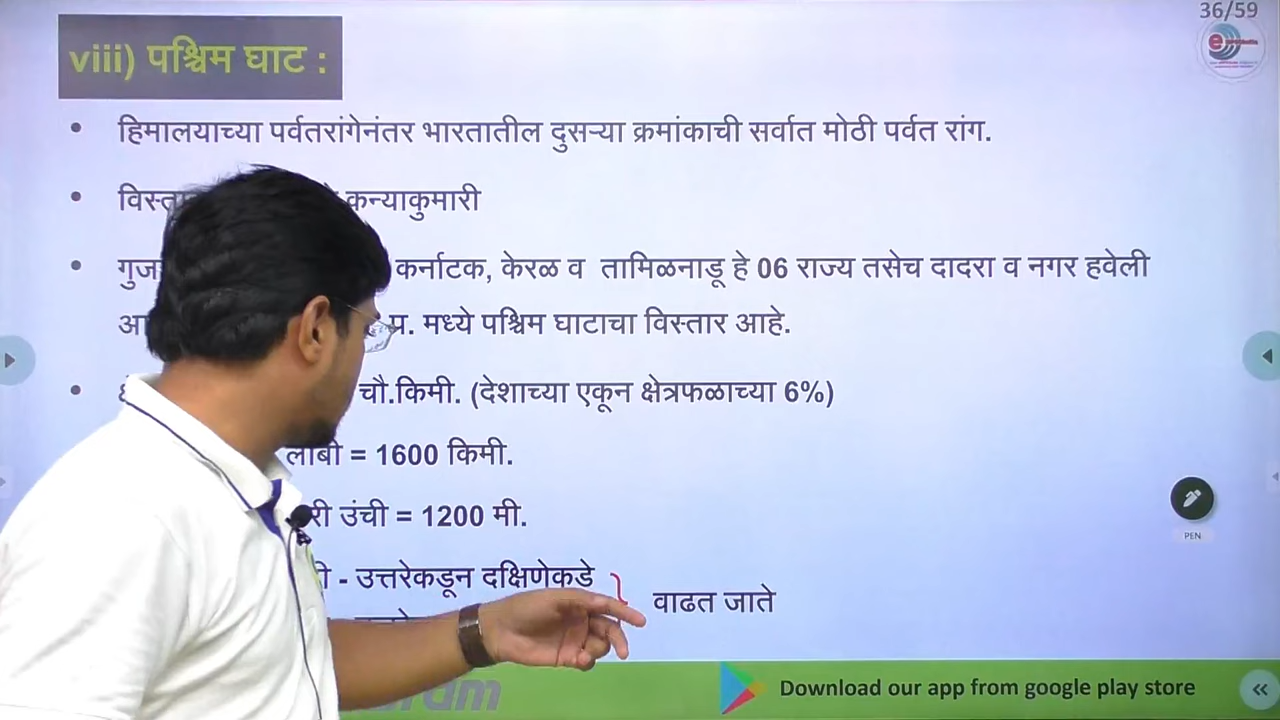 36/59
viii) पश्चिम घाट :
• हिमालयाच्या पर्वतरांगेनंतर भारतातील दुसऱ्या क्रमांकाची सर्वात मोठी पर्वत रांग.
• कन्याकुमारी
• कर्नाटक, केरळ व तामिळनाडू हे 06 राज्य तसेच दादरा व नगर हवेली
प्र. मध्ये पश्चिम घाटाचा विस्तार आहे.
• चौ.किमी. (देशाच्या एकून क्षेत्रफळाच्या 6%)
लांबी = 1600 किमी.
उंची = 1200 मी.
- उत्तरेकडून दक्षिणेकडे
वाढत जाते
PEN
Download our app from google play store